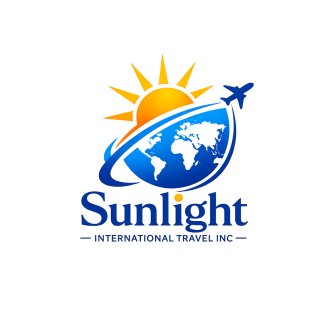 Sunlight
— INTERNATIONAL TRAVEL INC —